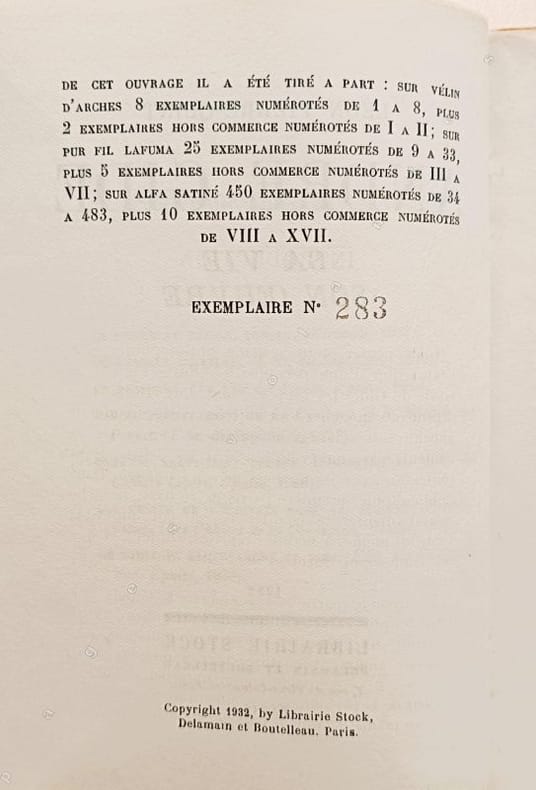 DE CET OUVRAGE IL A ÉTÉ TIRÉ A PART : SUR VÉLIN
D'ARCHES 8 EXEMPLAIRES NUMÉROTÉS DE 1 A 8, PLUS
2 EXEMPLAIRES HORS COMMERCE NUMÉROTÉS DE I A II; SUR
PUR FIL LAFUMA 25 EXEMPLAIRES NUMÉROTÉS DE 9 A 33,
PLUS 5 EXEMPLAIRES HORS COMMERCE NUMÉROTÉS DE III A
VII; SUR ALFA SATINÉ 450 EXEMPLAIRES NUMÉROTÉS DE 34
A 483, PLUS 10 EXEMPLAIRES HORS COMMERCE NUMÉROTÉS
DE VIII A XVII.
EXEMPLAIRE N° 283
Copyright 1932, by Librairie Stock,
Delamain et Boutelleau. Paris.